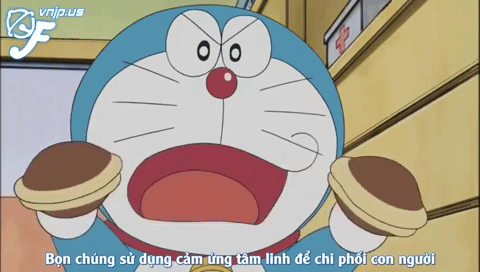 vnjp.us
F
Bọn chúng sử dụng cảm ứng tâm linh để chi phối con người